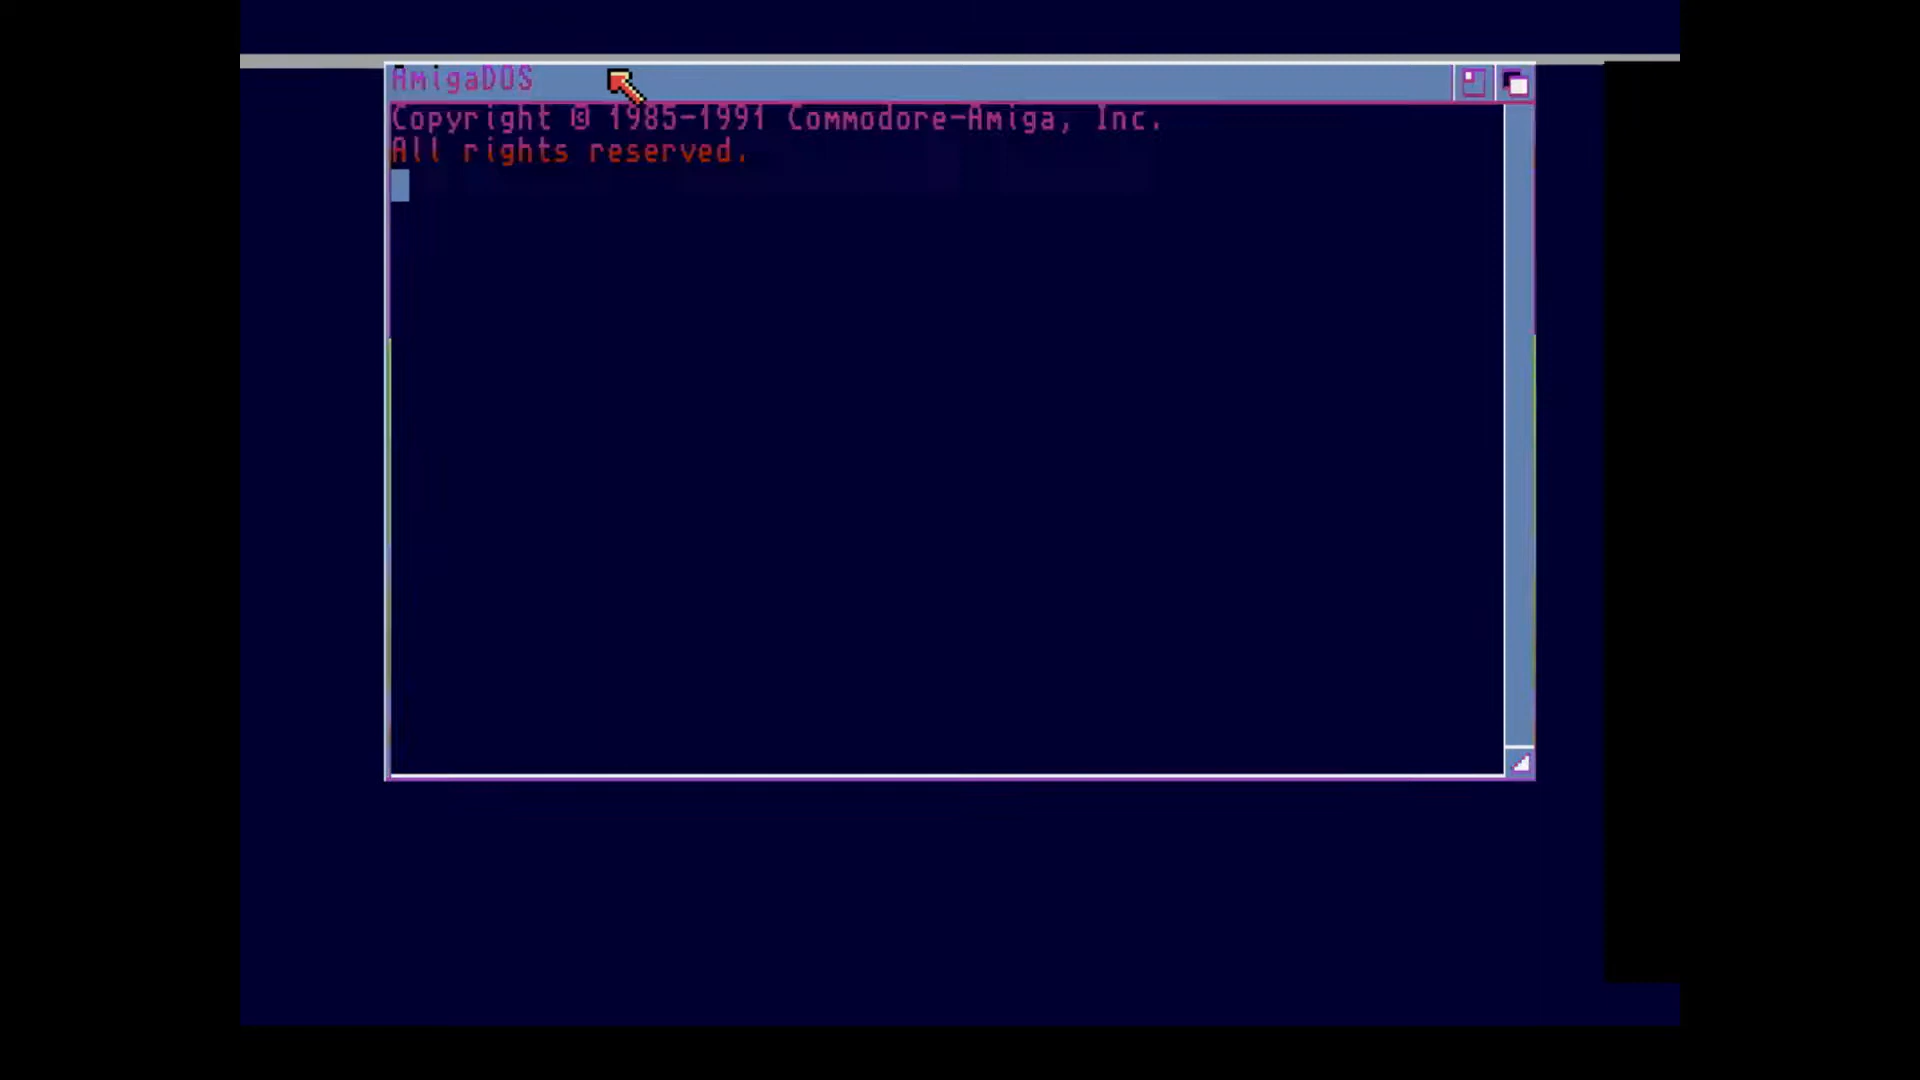 AmigaDOS
Copyright © 1985-1991 Commodore-Amiga, Inc.
All rights reserved.